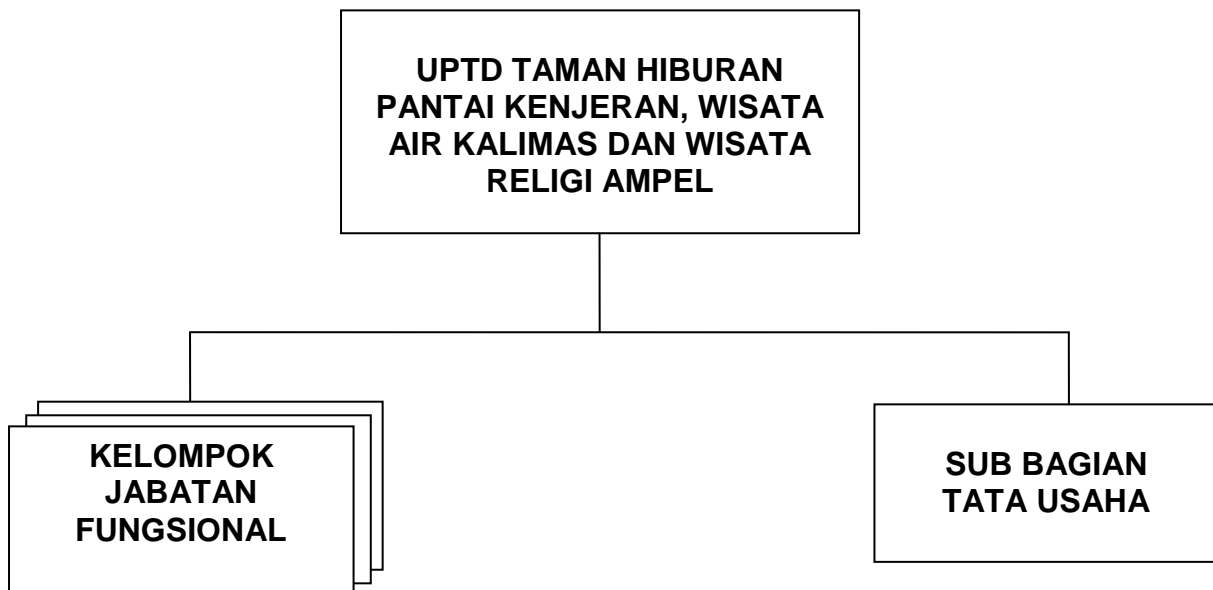 UPTD TAMAN HIBURAN
PANTAI KENJERAN, WISATA
AIR KALIMAS DAN WISATA
RELIGI AMPEL
KELOMPOK
JABATAN
FUNGSIONAL
SUB BAGIAN
TATA USAHA